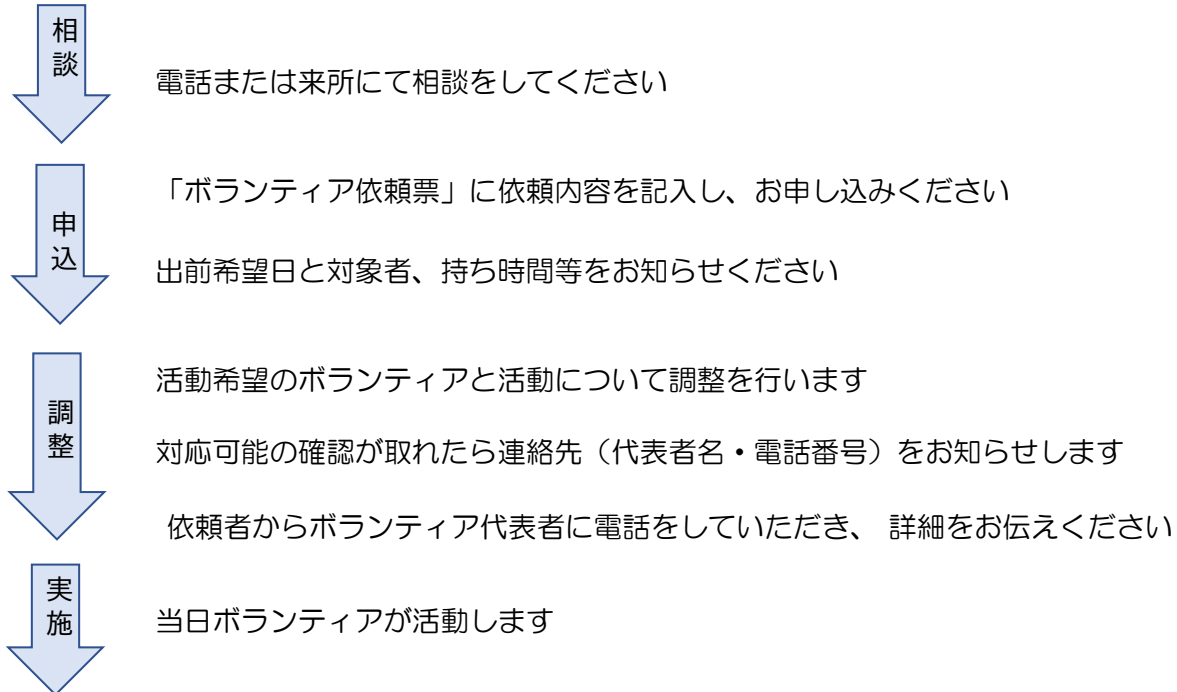 相談
電話または来所にて相談をしてください
申込
「ボランティア依頼票」に依頼内容を記入し、お申し込みください
出前希望日と対象者、持ち時間等をお知らせください
調整
活動希望のボランティアと活動について調整を行います
対応可能の確認が取れたら連絡先（代表者名・電話番号）をお知らせします
依頼者からボランティア代表者に電話をしていただき、 詳細をお伝えください
実施
当日ボランティアが活動します